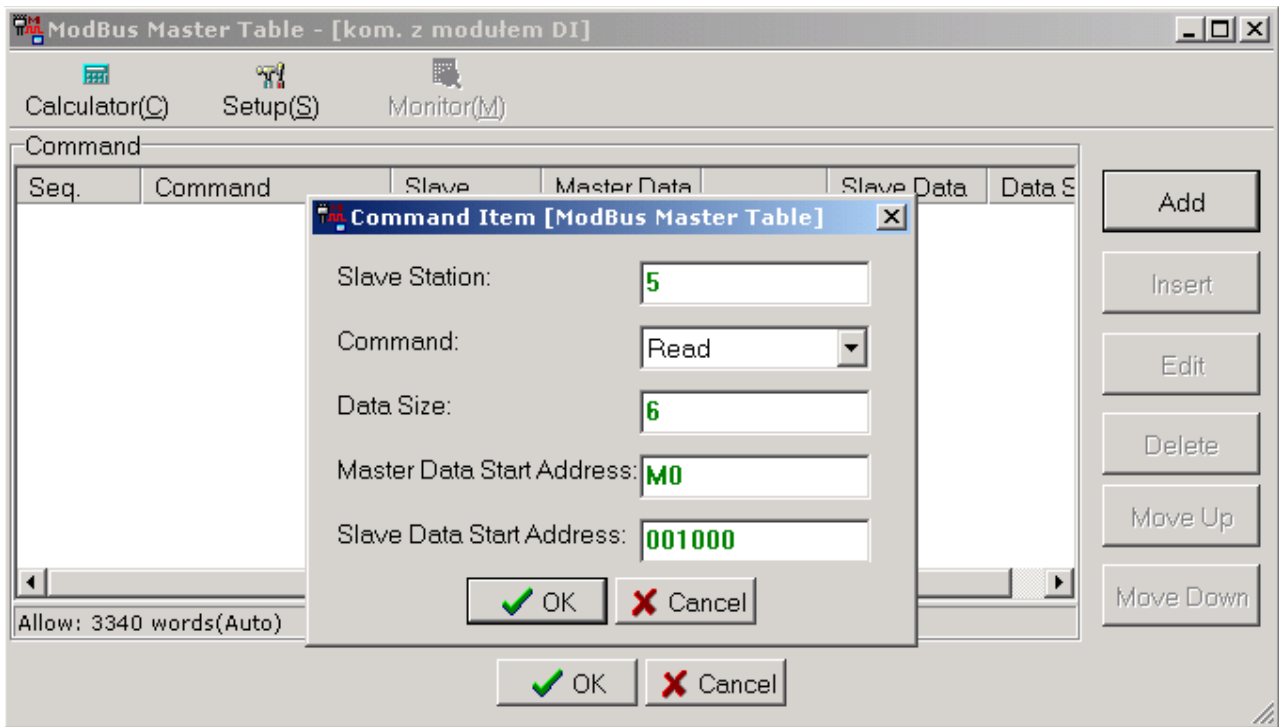 ModBus Master Table - [kom. z modułem DI]
Calculator(C) Setup(S) Monitor(M)
Command
Seq. Command Slave Master Data Slave Data Data S
Command Item [ModBus Master Table]
Slave Station: 5
Command: Read
Data Size: 6
Master Data Start Address: M0
Slave Data Start Address: 001000
OK Cancel
Allow: 3340 words(Auto)
OK Cancel
Add
Insert
Edit
Delete
Move Up
Move Down